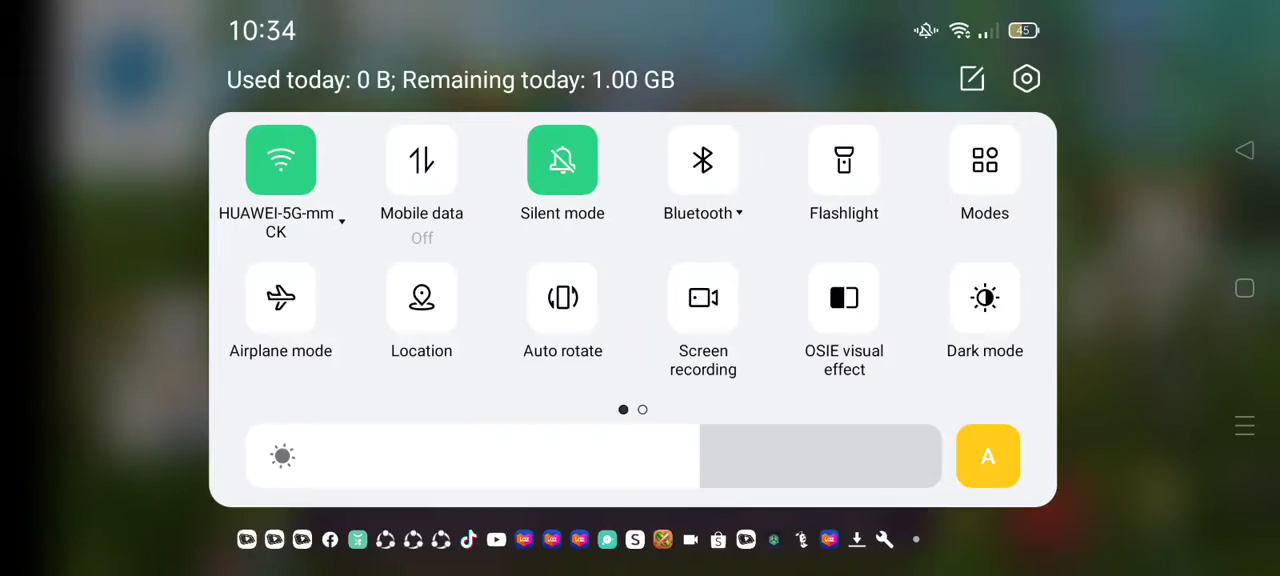 10:34
45
Used today: 0 B; Remaining today: 1.00 GB
HUAWEI-5G-mm
CK
Mobile data
Off
Silent mode
Bluetooth
Flashlight
Modes
Airplane mode
Location
Auto rotate
Screen
recording
OSIE visual
effect
Dark mode
A
S